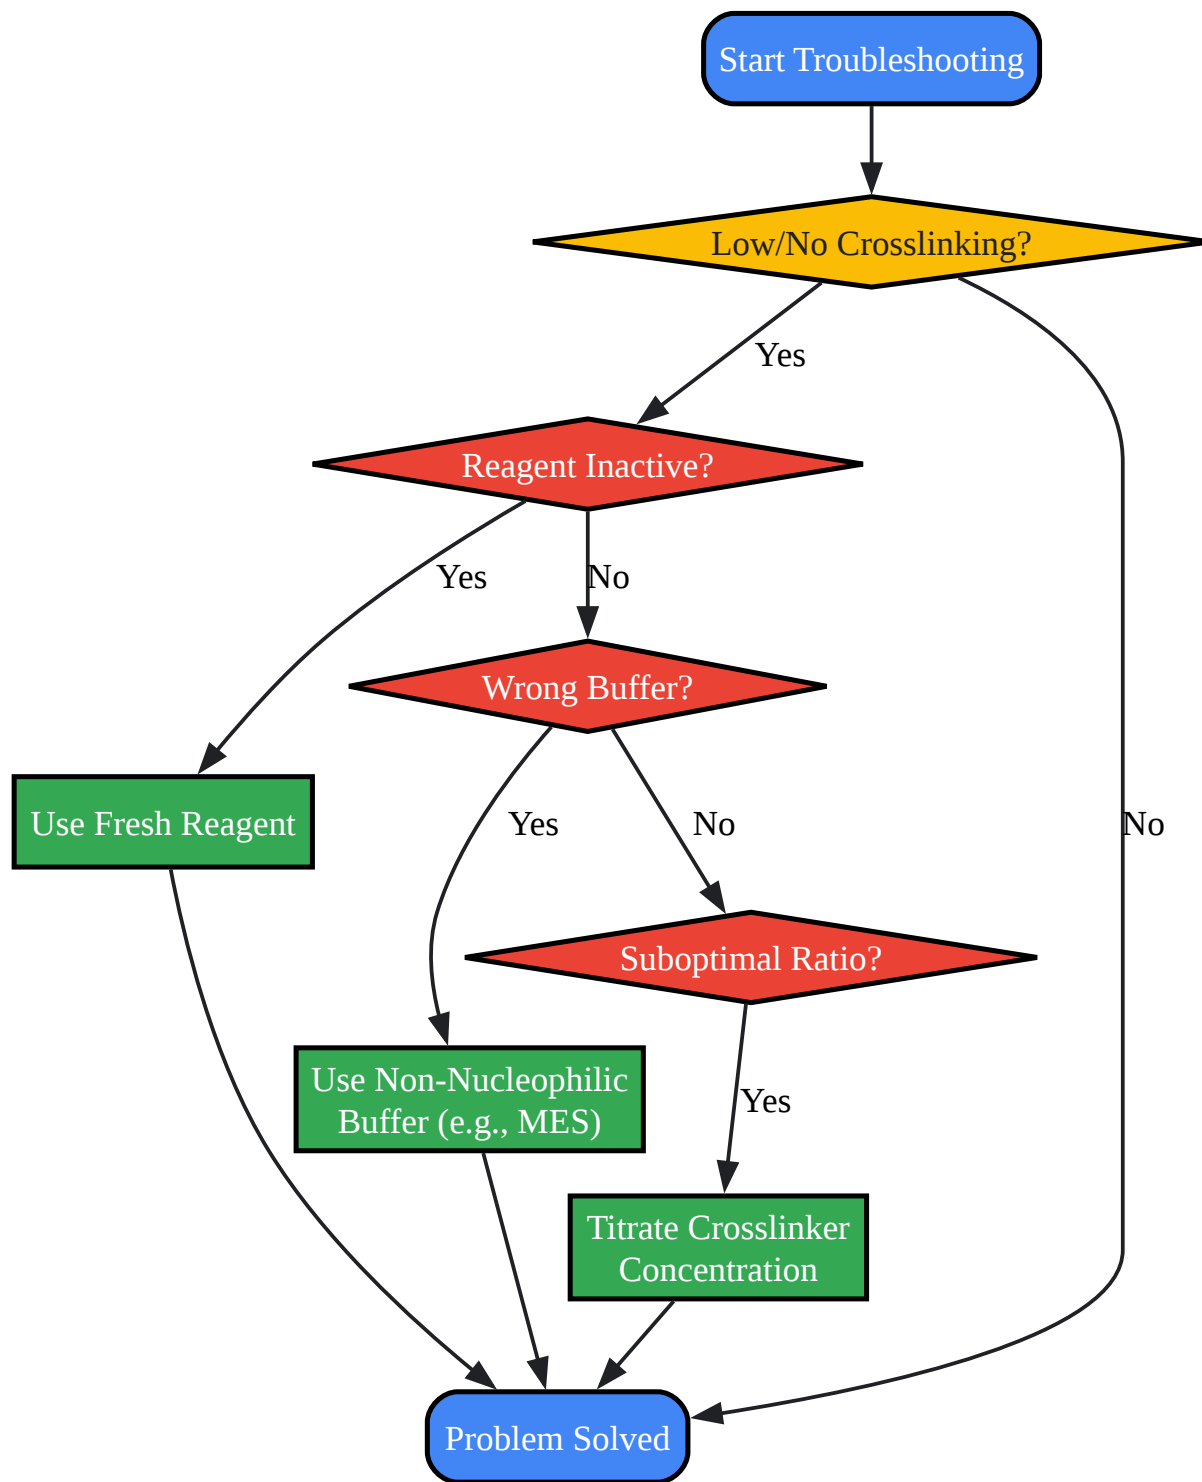 Start Troubleshooting
Low/No Crosslinking?
Yes
Reagent Inactive?
Yes
No
Wrong Buffer?
Use Fresh Reagent
Yes
No
No
Suboptimal Ratio?
Use Non-Nucleophilic
Buffer (e.g., MES)
Yes
Titrate Crosslinker
Concentration
Problem Solved